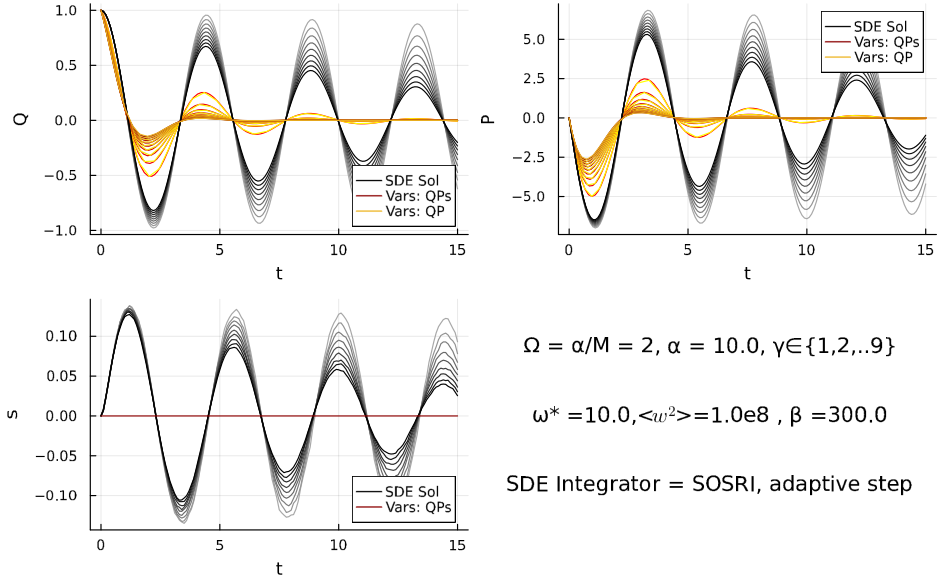 1.0
0.5
0.0
−0.5
−1.0
Q
0
5
10
15
t
SDE Sol
Vars: QPs
Vars: QP
5.0
2.5
0.0
−2.5
−5.0
P
0
5
10
15
t
SDE Sol
Vars: QPs
Vars: QP
0.10
0.05
0.00
−0.05
−0.10
s
0
5
10
15
t
SDE Sol
Vars: QPs
Ω = α/M = 2, α = 10.0, γ∈{1,2,..9}
ω* =10.0,<𝑤²>=1.0e8 , β =300.0
SDE Integrator = SOSRI, adaptive step